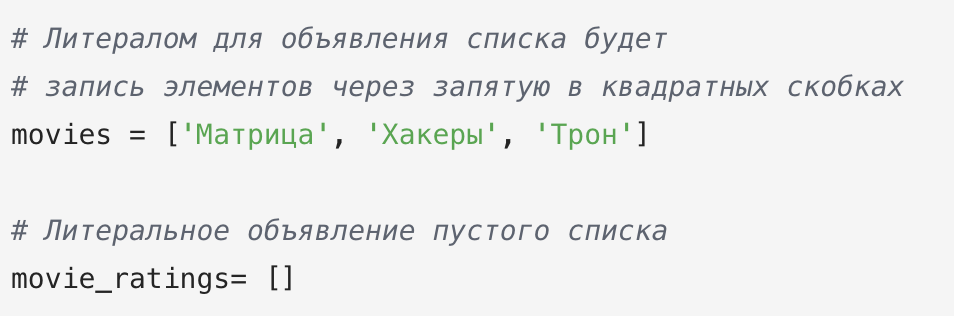 # Литералом для объявления списка будет
# запись элементов через запятую в квадратных скобках
movies = ['Матрица', 'Хакеры', 'Трон']
# Литеральное объявление пустого списка
movie_ratings= []